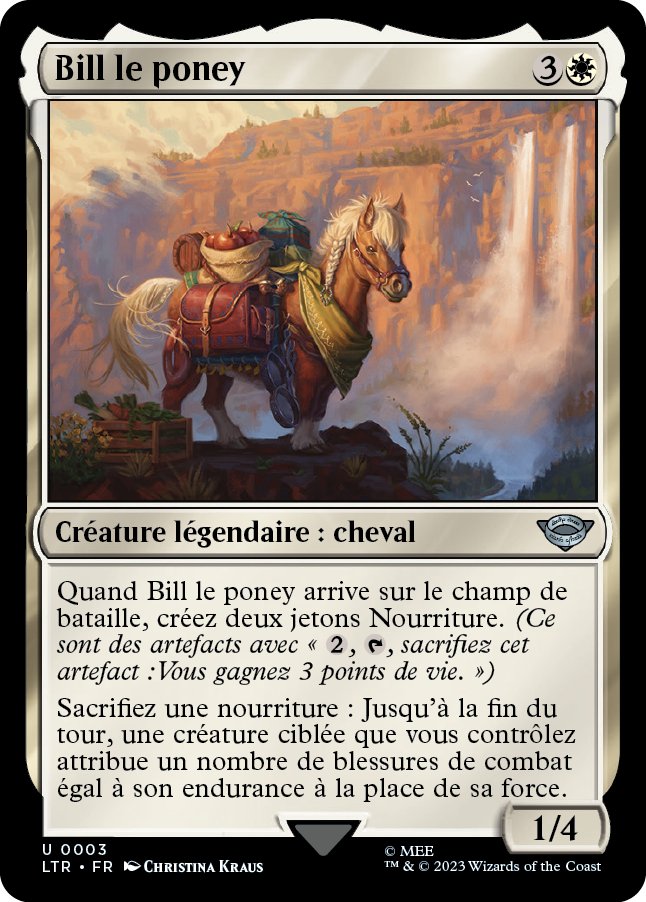 Bill le poney
3
Créature légendaire : cheval
Quand Bill le poney arrive sur le champ de
bataille, créez deux jetons Nourriture. (Ce
sont des artefacts avec « 2, , sacrifiez cet
artefact : Vous gagnez 3 points de vie. »)
Sacrifiez une nourriture : Jusqu'à la fin du
tour, une créature ciblée que vous contrôlez
attribue un nombre de blessures de combat
égal à son endurance à la place de sa force.
1/4
U 0003
LTR • FR Christina Kraus
© MEE
™ & © 2023 Wizards of the Coast